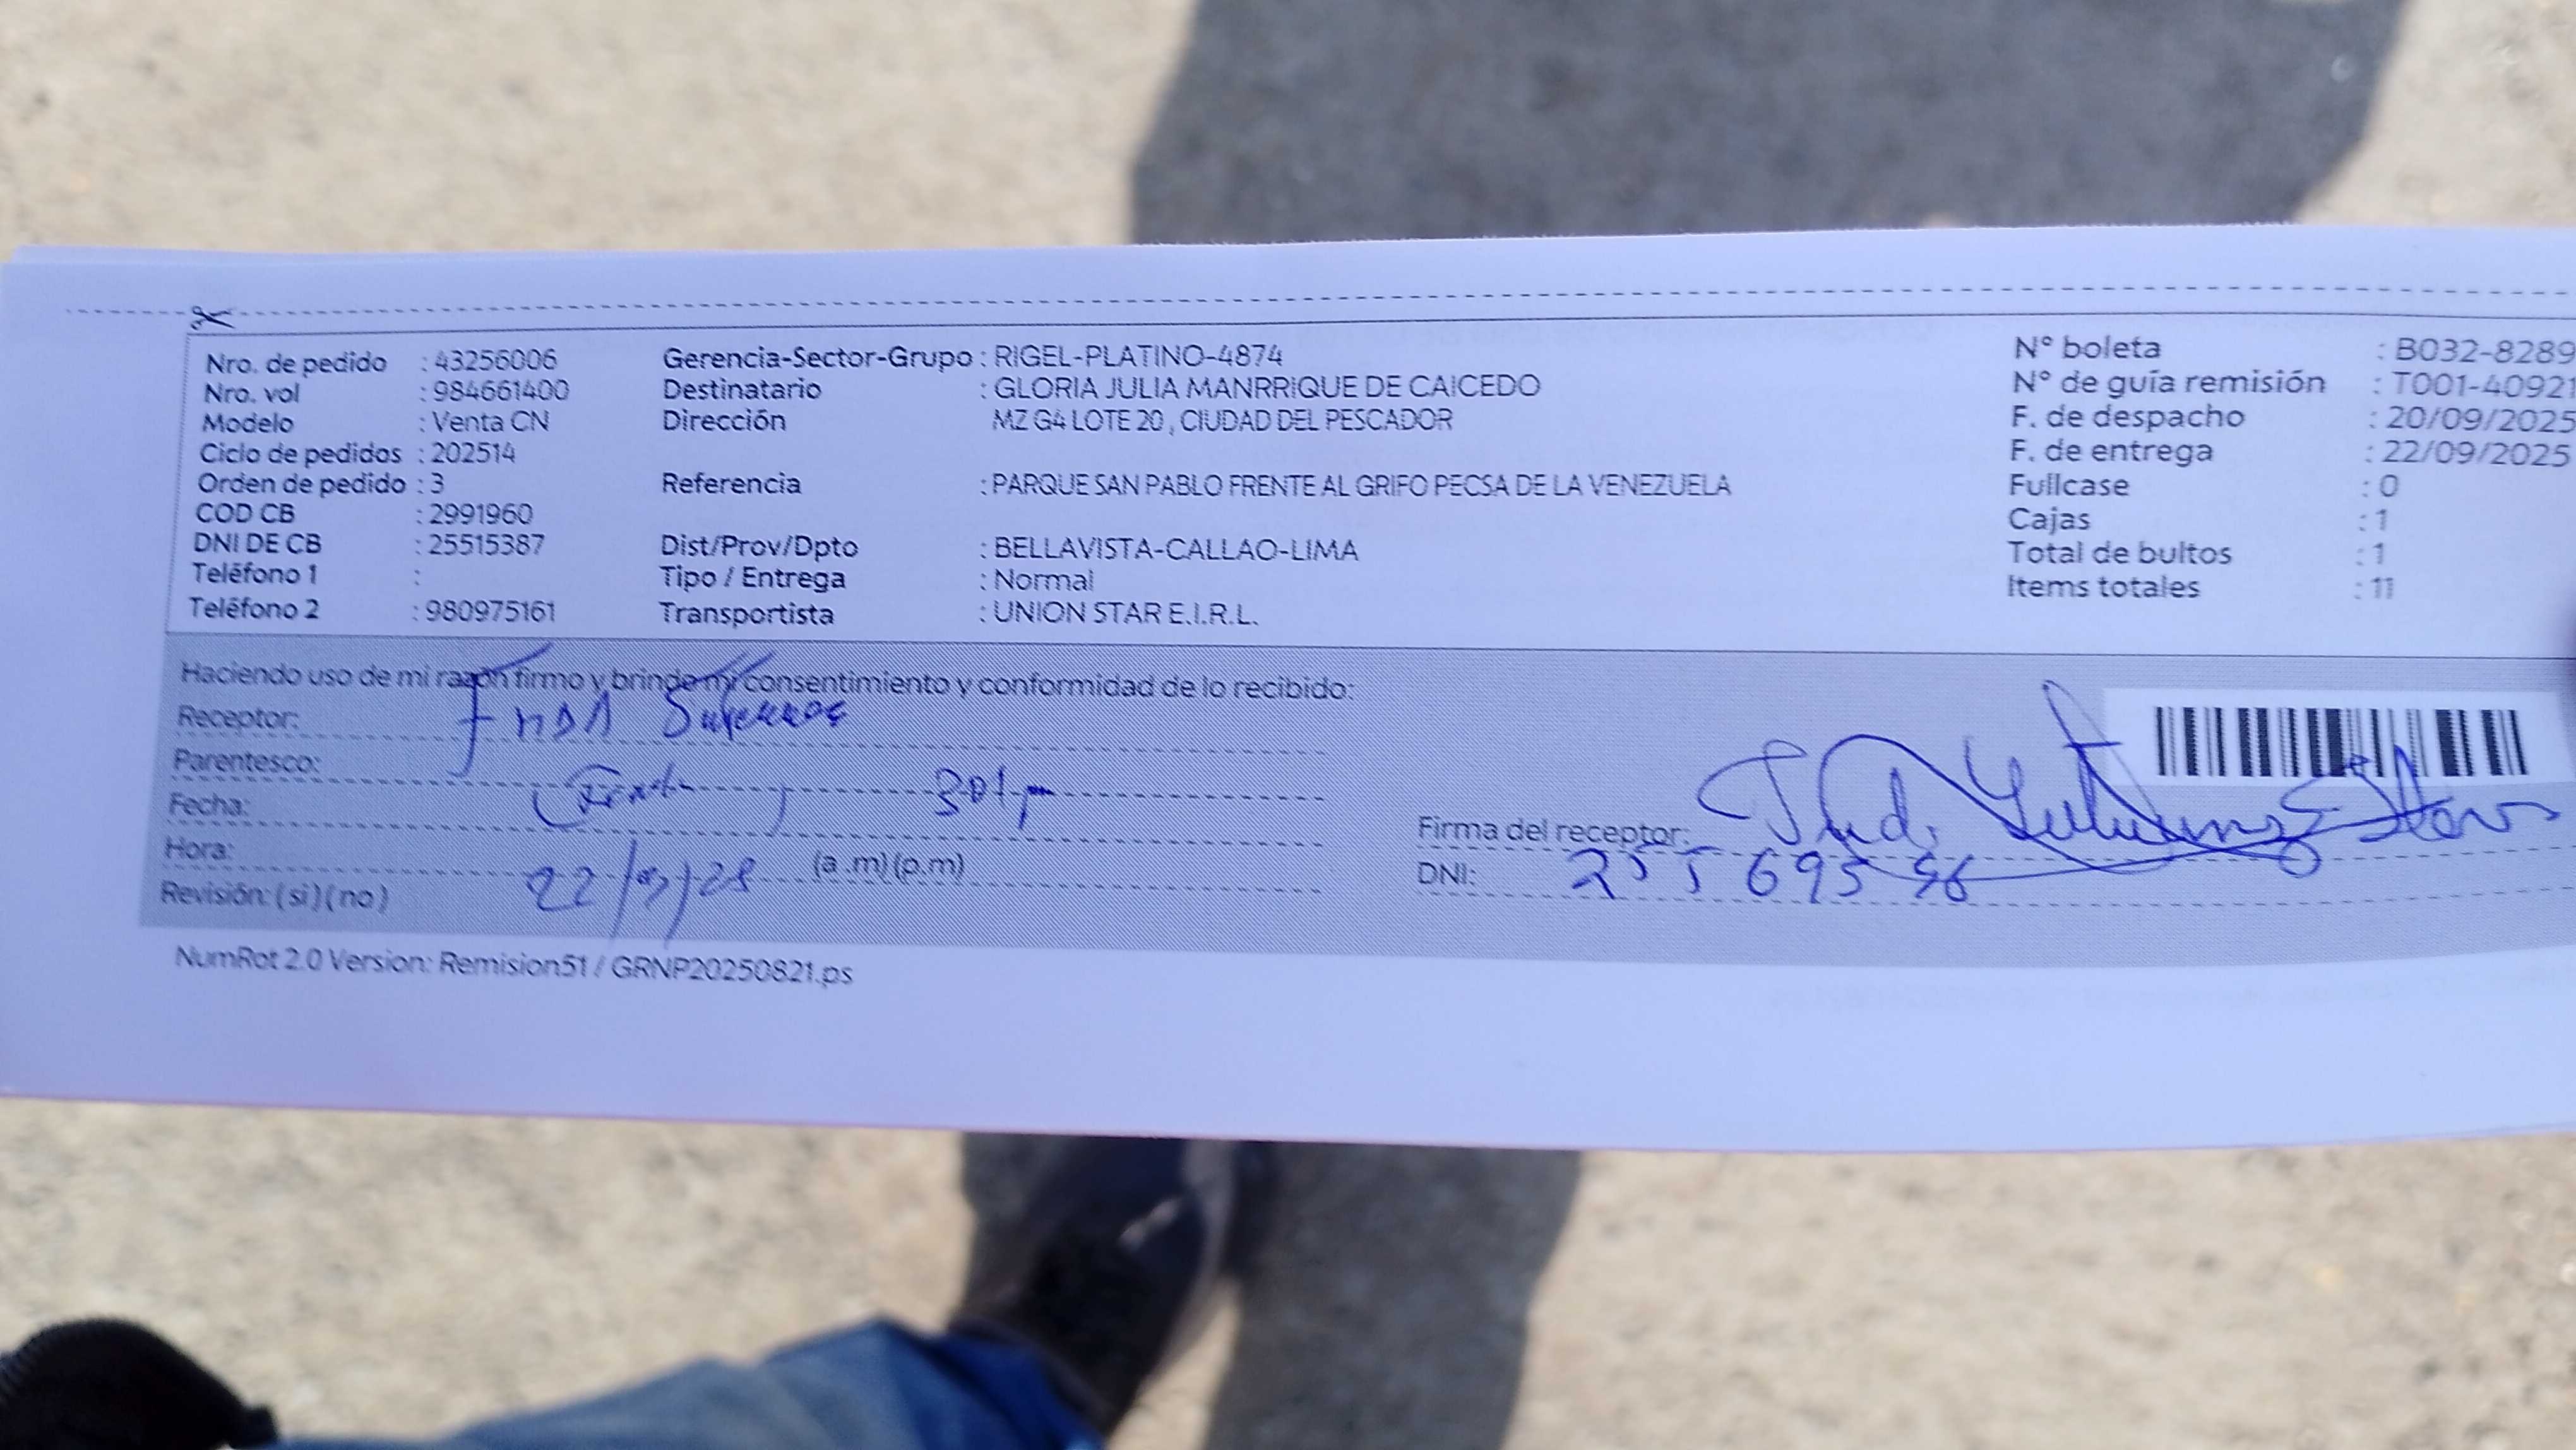 Nro. de pedido : 43256006 Gerencia-Sector-Grupo : RIGEL-PLATINO-4874 N° boleta : B032-8289
Nro. vol : 984661400 Destinatario : GLORIA JULIA MANRRIQUE DE CAICEDO N° de guía remisión : T001-40921
Modelo : Venta CN Dirección MZ G4 LOTE 20 , CIUDAD DEL PESCADOR F. de despacho : 20/09/2025
Ciclo de pedidos : 202514 F. de entrega : 22/09/2025
Orden de pedido : 3 Referencia : PARQUE SAN PABLO FRENTE AL GRIFO PECSA DE LA VENEZUELA Fullcase : 0
COD CB : 2991960 Cajas : 1
DNI DE CB : 25515387 Dist/Prov/Dpto : BELLAVISTA-CALLAO-LIMA Total de bultos : 1
Teléfono 1 : Tipo / Entrega : Normal Items totales : 11
Teléfono 2 : 980975161 Transportista : UNION STAR E.I.R.L.
Haciendo uso de mi razón firmo y brindo mi consentimiento y conformidad de lo recibido:
Receptor:
Parentesco:
Fecha:
Firma del receptor:
Hora: (a.m)(p.m)
DNI:
Revisión: (si) (no)
NumRot 2.0 Version: Remision51 / GRNP20250821.ps